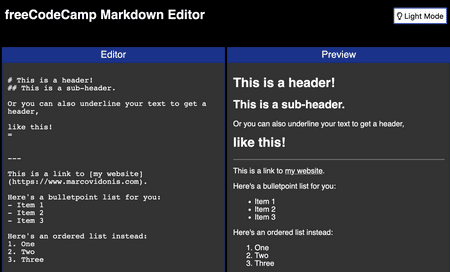 freeCodeCamp Markdown Editor
Light Mode
Editor
# This is a header!
## This is a sub-header.
Or you can also underline your text to get a
header,
like this!
=
---
This is a link to [my website]
(https://www.marcovidonis.com).
Here's a bulletpoint list for you:
- Item 1
- Item 2
- Item 3
Here's an ordered list instead:
1. One
2. Two
3. Three
Preview
This is a header!
This is a sub-header.
Or you can also underline your text to get a header,
like this!
This is a link to my website.
Here's a bulletpoint list for you:
• Item 1
• Item 2
• Item 3
Here's an ordered list instead:
1. One
2. Two
3. Three